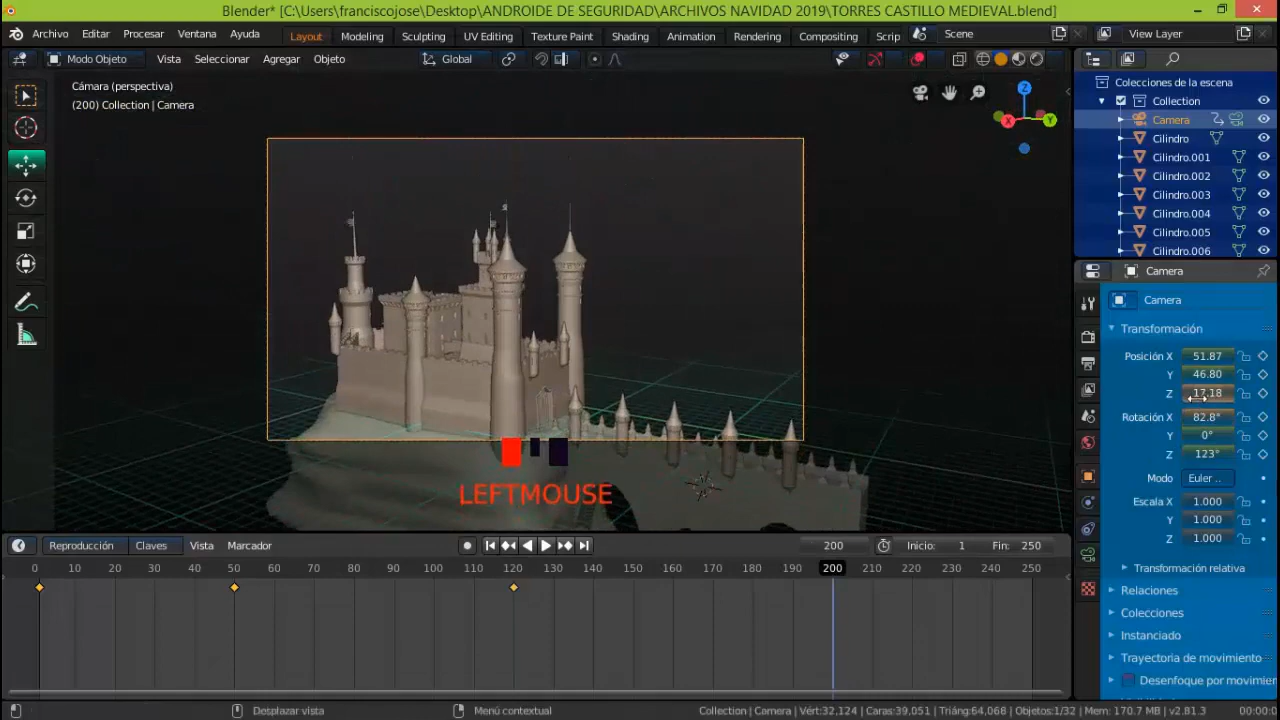 Blender* [C:\Users\franciscojose\Desktop\ANDROIDE DE SEGURIDAD\ARCHIVOS NAVIDAD 2019\TORRES CASTILLO MEDIEVAL.blend]
Archivo Editar Procesar Ventana Ayuda Layout Modeling Sculpting UV Editing Texture Paint Shading Animation Rendering Compositing Scrip Scene View Layer
Modo Objeto Vista Seleccionar Agregar Objeto Global
Cámara (perspectiva)
(200) Collection | Camera
Z
X
Y
LEFTMOUSE
Colecciones de la escena
Collection
Camera
Cilindro
Cilindro.001
Cilindro.002
Cilindro.003
Cilindro.004
Cilindro.005
Cilindro.006
Camera
Camera
Transformación
Posición X 51.87
Y 46.80
Z 17.18
Rotación X 82.8°
Y 0°
Z 123°
Modo Euler ..
Escala X 1.000
Y 1.000
Z 1.000
Transformación relativa
Relaciones
Colecciones
Instanciado
Trayectoria de movimiento
Desenfoque por movimien
Reproducción Claves Vista Marcador 200 Inicio: 1 Fin: 250
0 10 20 30 40 50 60 70 80 90 100 110 120 130 140 150 160 170 180 190 200 210 220 230 240 250
Desplazar vista Menú contextual Collection | Camera | Vért:32,124 | Caras:39,051 | Triáng:64,068 | Objetos:1/32 | Mem: 170.7 MB | v2.81.3 00:00:0